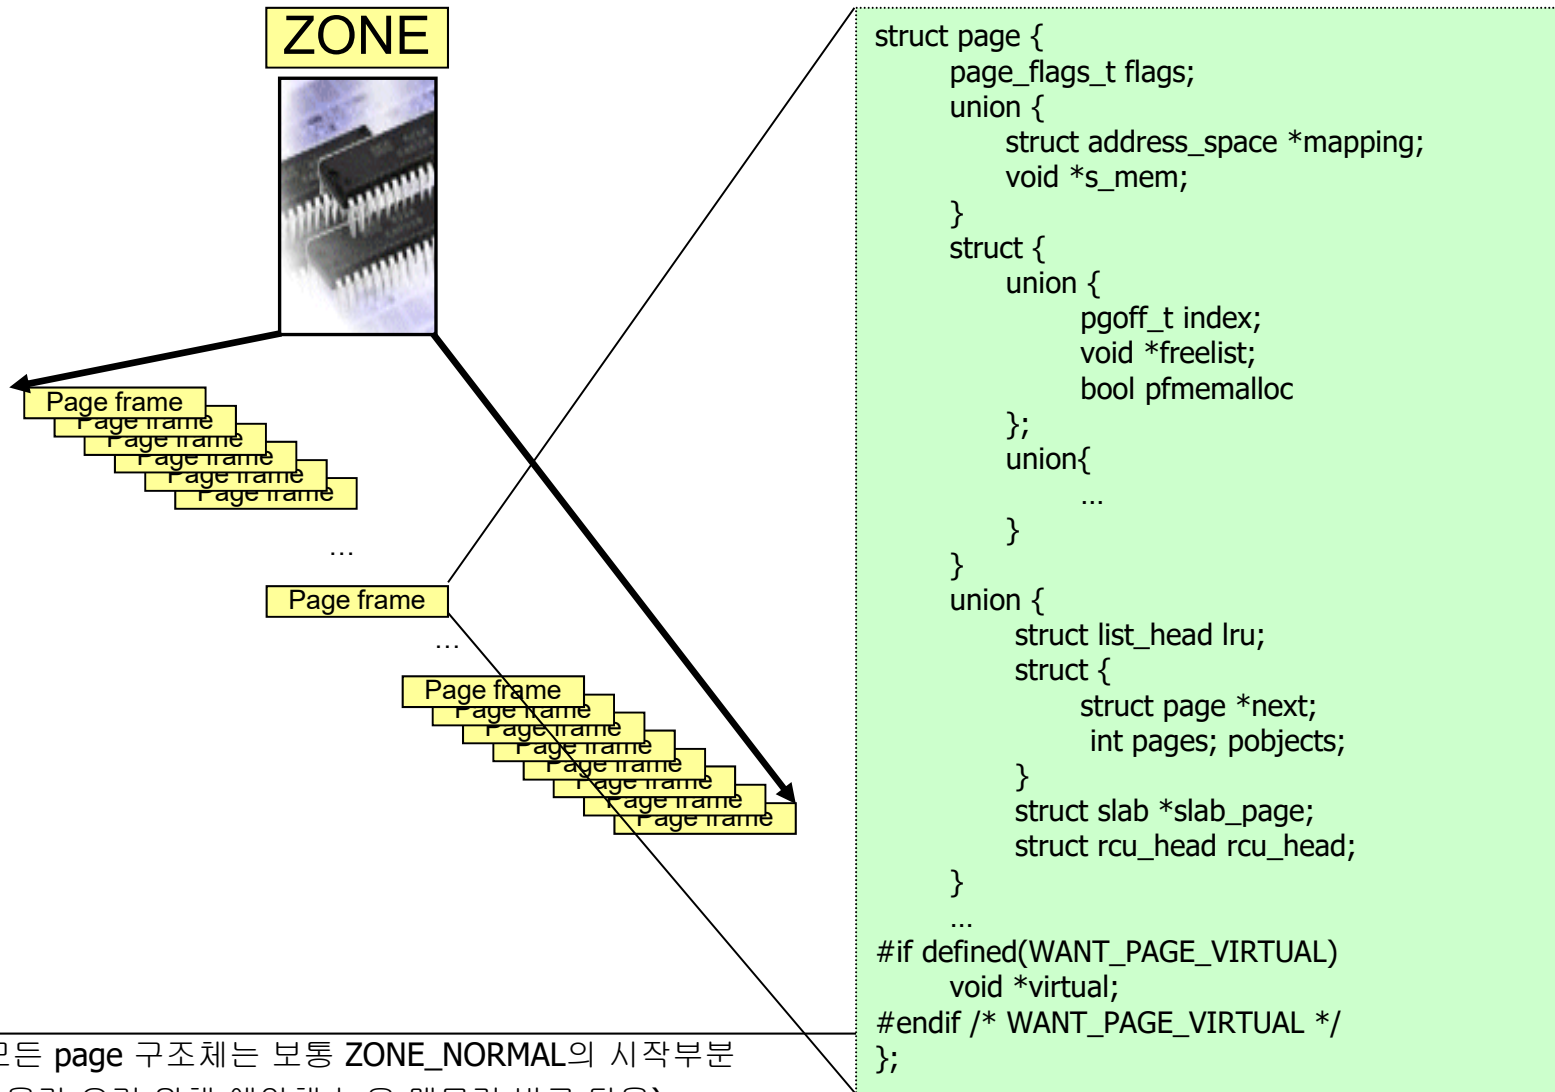 ZONE
Page frame
Page frame
Page frame
Page frame
Page frame
Page frame
...
Page frame
...
Page frame
Page frame
Page frame
Page frame
Page frame
Page frame
Page frame
Page frame
모든 page 구조체는 보통 ZONE_NORMAL의 시작부분
struct page {
page_flags_t flags;
union {
struct address_space *mapping;
void *s_mem;
}
struct {
union {
pgoff_t index;
void *freelist;
bool pfmemalloc
};
union{
...
}
}
union {
struct list_head lru;
struct {
struct page *next;
int pages; pobjects;
}
struct slab *slab_page;
struct rcu_head rcu_head;
}
...
#if defined(WANT_PAGE_VIRTUAL)
void *virtual;
#endif /* WANT_PAGE_VIRTUAL */
};